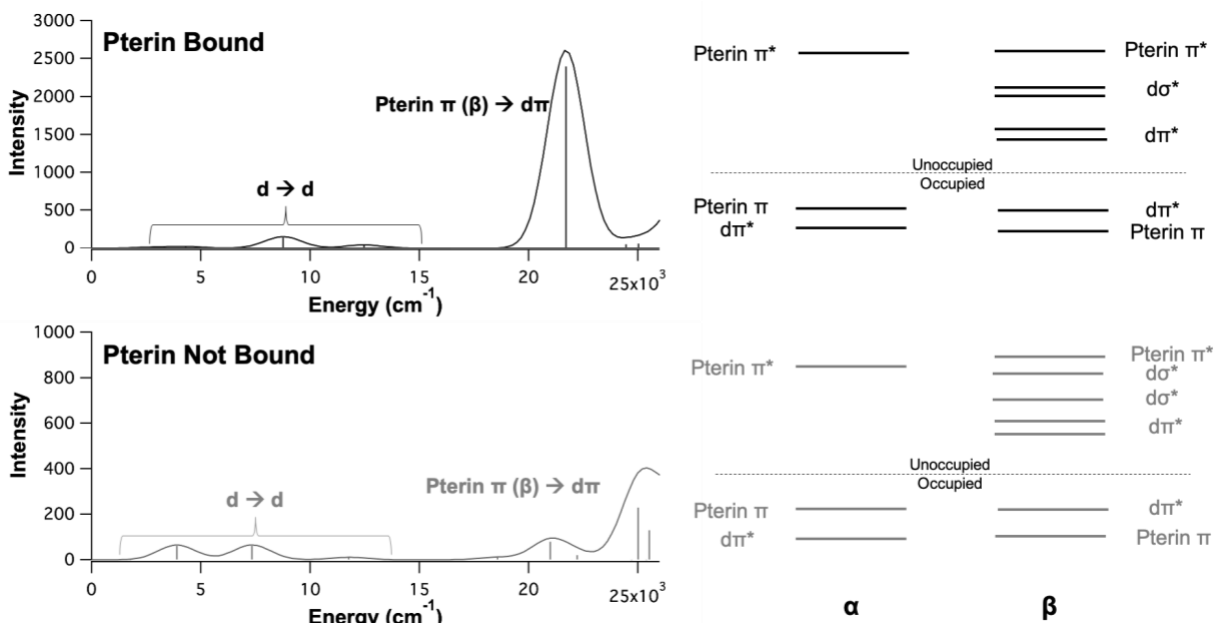 3000
2500
2000
1500
1000
500
0
Intensity
Pterin Bound
Pterin π (β) → dπ
d → d
0 5 10 15 20 25x10³
Energy (cm⁻¹)
Pterin π*
Pterin π*
dσ*
dπ*
Unoccupied
Occupied
Pterin π
dπ*
dπ*
Pterin π
1000
800
600
400
200
0
Intensity
Pterin Not Bound
Pterin π (β) → dπ
d → d
0 5 10 15 20 25x10³
Energy (cm⁻¹)
Pterin π*
Pterin π*
dσ*
dσ*
dπ*
Unoccupied
Occupied
Pterin π
dπ*
dπ*
Pterin π
α β